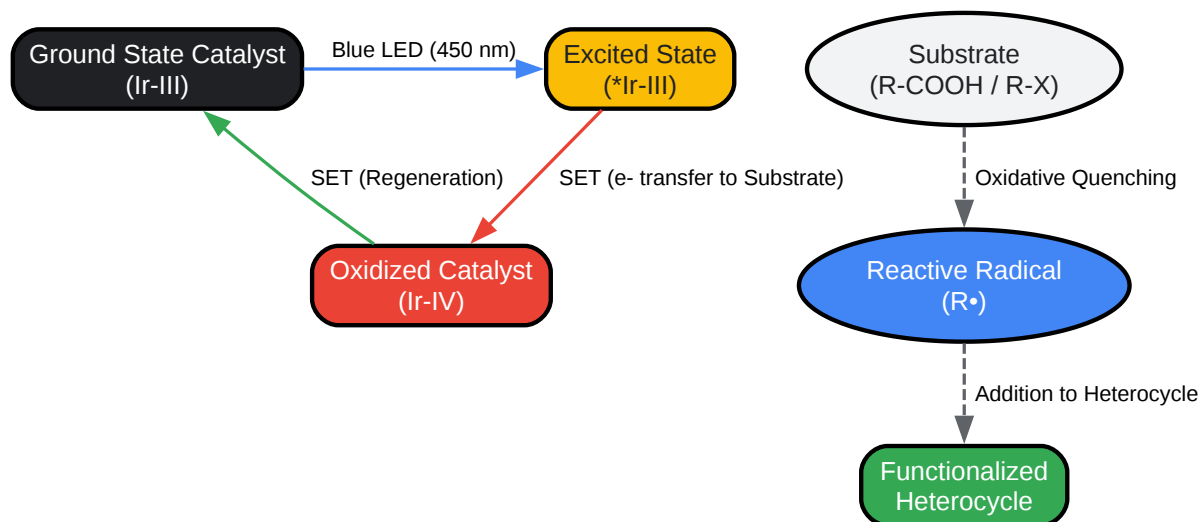 Ground State Catalyst
(Ir-III)
Blue LED (450 nm)
Excited State
(*Ir-III)
Substrate
(R-COOH / R-X)
SET (Regeneration)
SET (e- transfer to Substrate)
Oxidative Quenching
Oxidized Catalyst
(Ir-IV)
Reactive Radical
(R•)
Addition to Heterocycle
Functionalized
Heterocycle